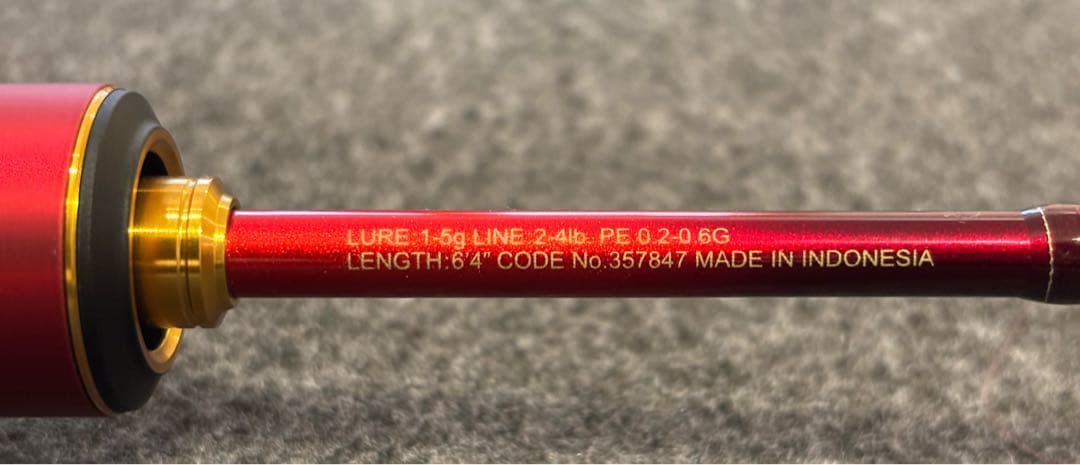 LURE:1-5g LINE:2-4lb. PE 0.2-0.6G
LENGTH:6'4" CODE No.357847 MADE IN INDONESIA